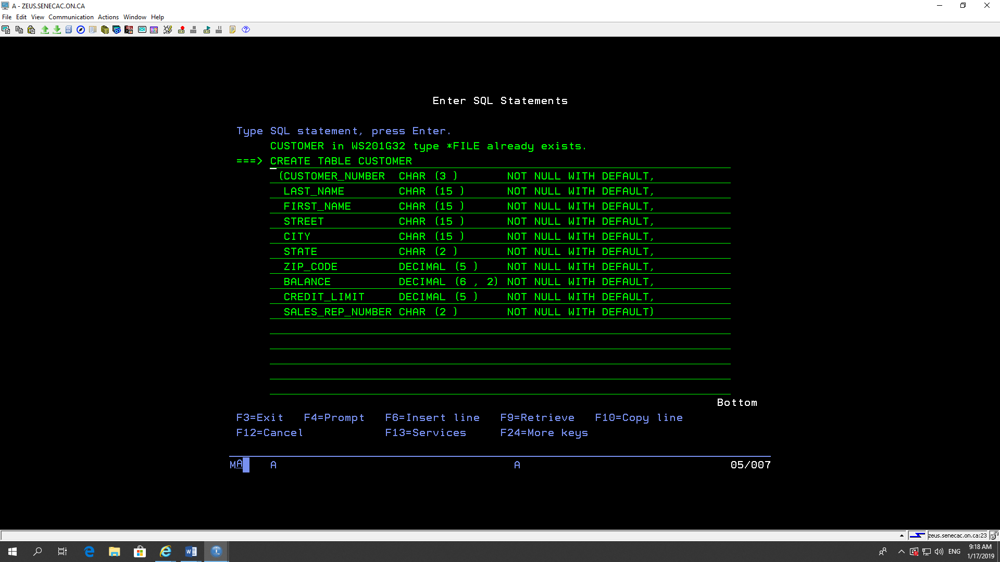 A - ZEUS.SENECAC.ON.CA
File Edit View Communication Actions Window Help
Enter SQL Statements
Type SQL statement, press Enter.
CUSTOMER in WS201G32 type *FILE already exists.
===> CREATE TABLE CUSTOMER
(CUSTOMER_NUMBER CHAR (3 ) NOT NULL WITH DEFAULT,
LAST_NAME CHAR (15 ) NOT NULL WITH DEFAULT,
FIRST_NAME CHAR (15 ) NOT NULL WITH DEFAULT,
STREET CHAR (15 ) NOT NULL WITH DEFAULT,
CITY CHAR (15 ) NOT NULL WITH DEFAULT,
STATE CHAR (2 ) NOT NULL WITH DEFAULT,
ZIP_CODE DECIMAL (5 ) NOT NULL WITH DEFAULT,
BALANCE DECIMAL (6 , 2) NOT NULL WITH DEFAULT,
CREDIT_LIMIT DECIMAL (5 ) NOT NULL WITH DEFAULT,
SALES_REP_NUMBER CHAR (2 ) NOT NULL WITH DEFAULT)
Bottom
F3=Exit F4=Prompt F6=Insert line F9=Retrieve F10=Copy line
F12=Cancel F13=Services F24=More keys
MA A A 05/007
zeus.senecac.on.ca:23
ENG 9:18 AM
1/17/2019